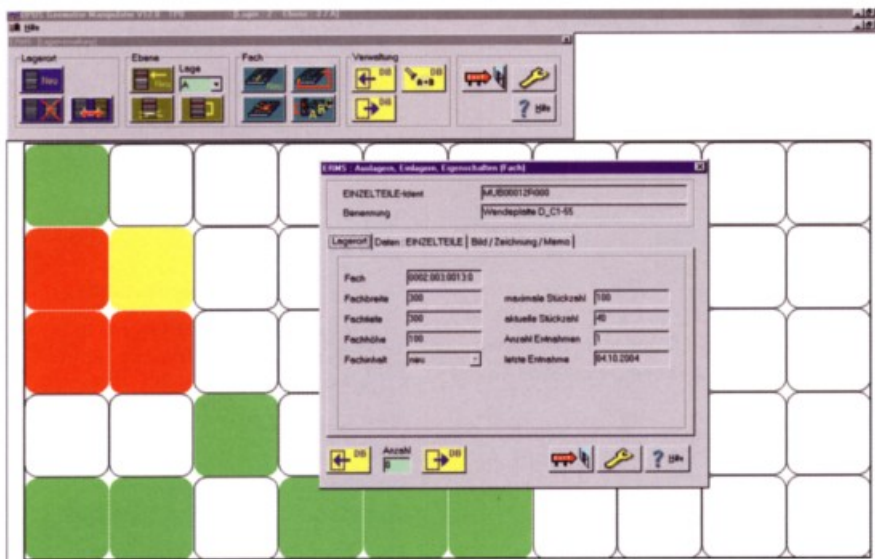 Hilfe
Lagerort
Ebene
Fach
Verwaltung
Neu
Lage
A
DB
DB
A→B
DB
? Hilfe
ERMS : Auslagern, Einlagern, Eigenschaften (Fach)
EINZELTEILE-Ident
Benennung Wendeplatte D_C1-55
Lagerort Daten : EINZELTEILE Bild / Zeichnung / Memo
Fach 0002:003:0013:0
Fachbreite 300 maximale Stückzahl 100
Fachtiefe 300 aktuelle Stückzahl 40
Fachhöhe 100 Anzahl Entnahmen 1
Fachinhalt neu letzte Entnahme 04.10.2004
DB
Anzahl
DB
? Hilfe